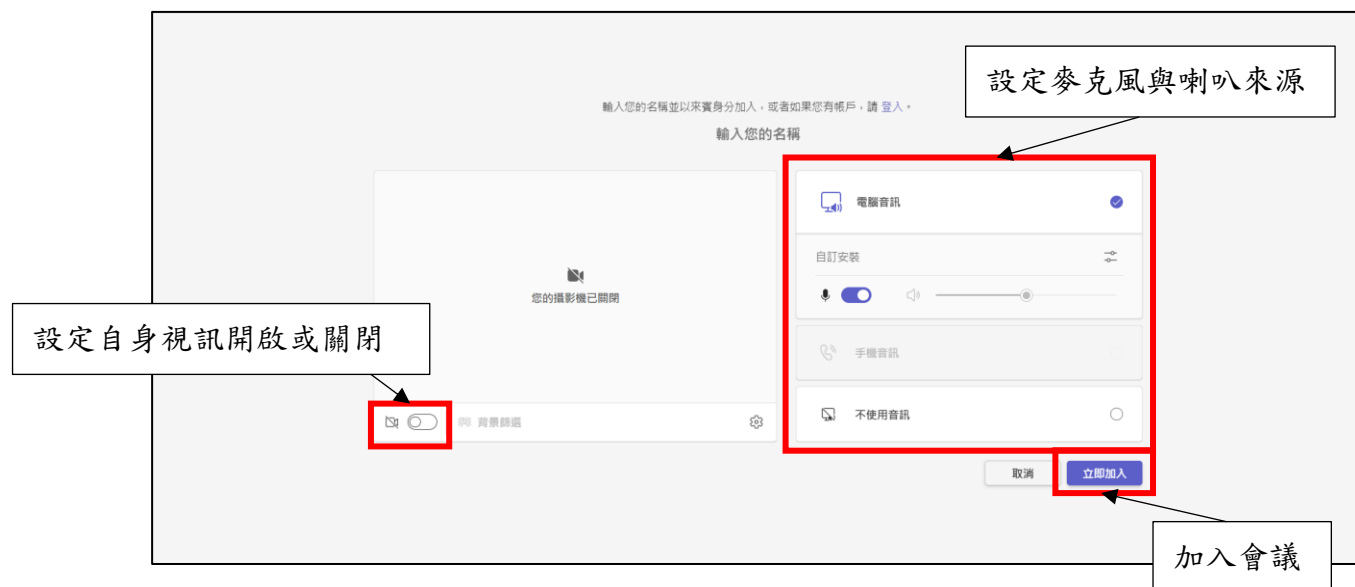 設定麥克風與喇叭來源
輸入您的名稱並以來賓身分加入，或者如果您有帳戶，請 登入。
輸入您的名稱
電腦音訊
自訂安裝
您的攝影機已關閉
設定自身視訊開啟或關閉
手機音訊
背景篩選
不使用音訊
取消
立即加入
加入會議